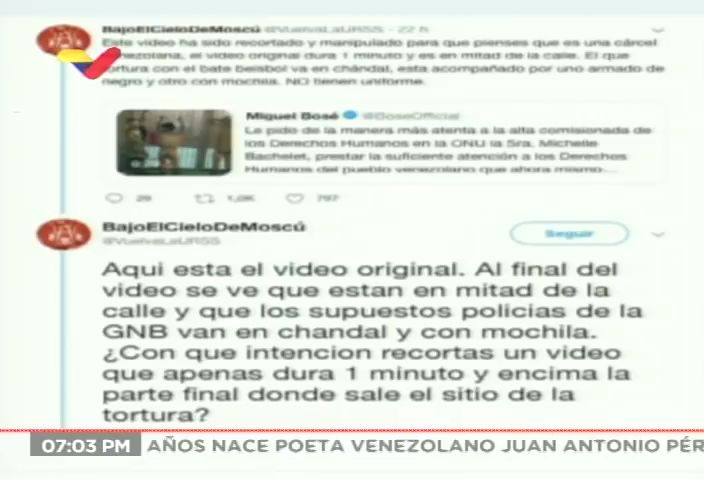 BajoElCieloDeMoscú @VuelvaLaURSS · 22 h
Este video ha sido recortado y manipulado para que pienses que es una cárcel
venezolana, el video original dura 1 minuto y es en mitad de la calle. El que
tortura con el bate beisbol va en chándal, esta acompañado por uno armado de
negro y otro con mochila. NO tienen uniforme.
Miguel Bosé @BoseOfficial
Le pido de la manera más atenta a la alta comisionada de
los Derechos Humanos en la ONU la Sra. Michelle
Bachelet, prestar la suficiente atención a los Derechos
Humanos del pueblo venezolano que ahora mismo...
29 1,0K 797
BajoElCieloDeMoscú
@VuelvaLaURSS
Seguir
Aqui esta el video original. Al final del
video se ve que estan en mitad de la
calle y que los supuestos policias de la
GNB van en chandal y con mochila.
¿Con que intencion recortas un video
que apenas dura 1 minuto y encima la
parte final donde sale el sitio de la
tortura?
07:03 PM AÑOS NACE POETA VENEZOLANO JUAN ANTONIO PÉR